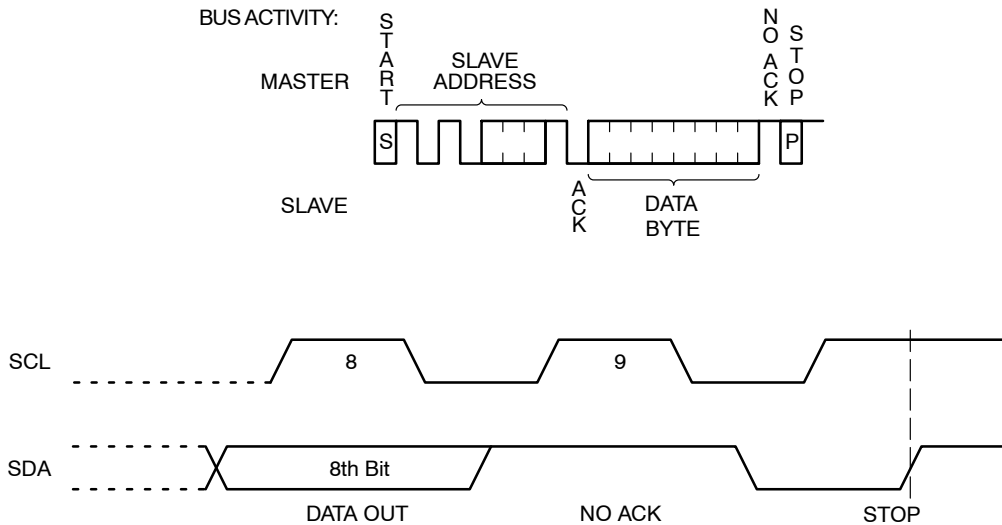 BUS ACTIVITY:
START
NO ACK
STOP
MASTER
SLAVE
ADDRESS
S
P
SLAVE
ACK
DATA
BYTE
SCL
8
9
SDA
8th Bit
DATA OUT
NO ACK
STOP